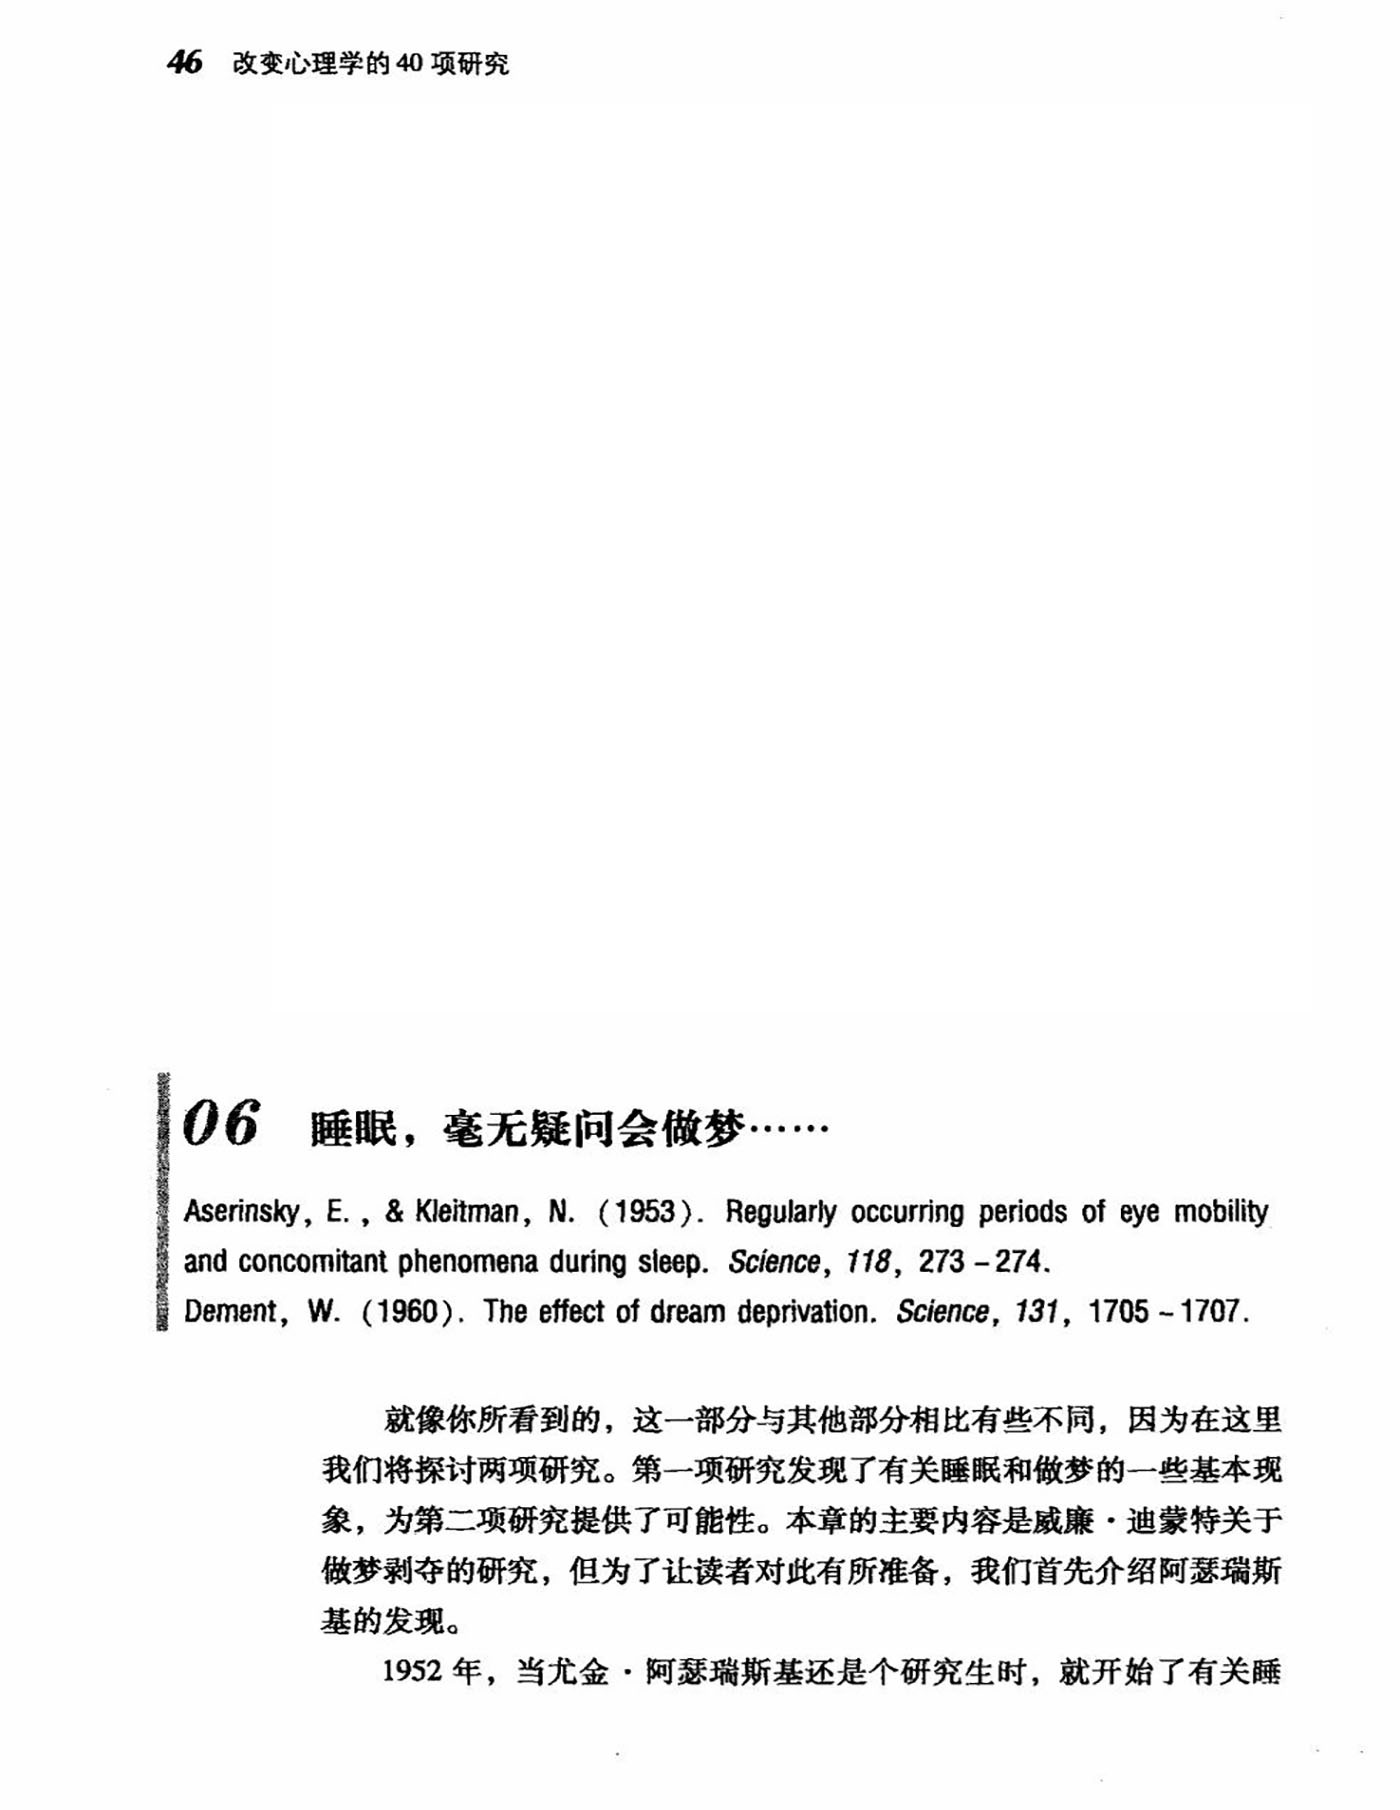 46 改变心理学的40项研究
06 睡眠，毫无疑问会做梦……
Aserinsky, E., & Kleitman, N. (1953). Regularly occurring periods of eye mobility
and concomitant phenomena during sleep. Science, 118, 273-274.
Dement, W. (1960). The effect of dream deprivation. Science, 131, 1705~1707.
就像你所看到的，这一部分与其他部分相比有些不同，因为在这里
我们将探讨两项研究。第一项研究发现了有关睡眠和做梦的一些基本现
象，为第二项研究提供了可能性。本章的主要内容是威廉·迪蒙特关于
做梦剥夺的研究，但为了让读者对此有所准备，我们首先介绍阿瑟瑞斯
基的发现。
1952年，当尤金·阿瑟瑞斯基还是个研究生时，就开始了有关睡